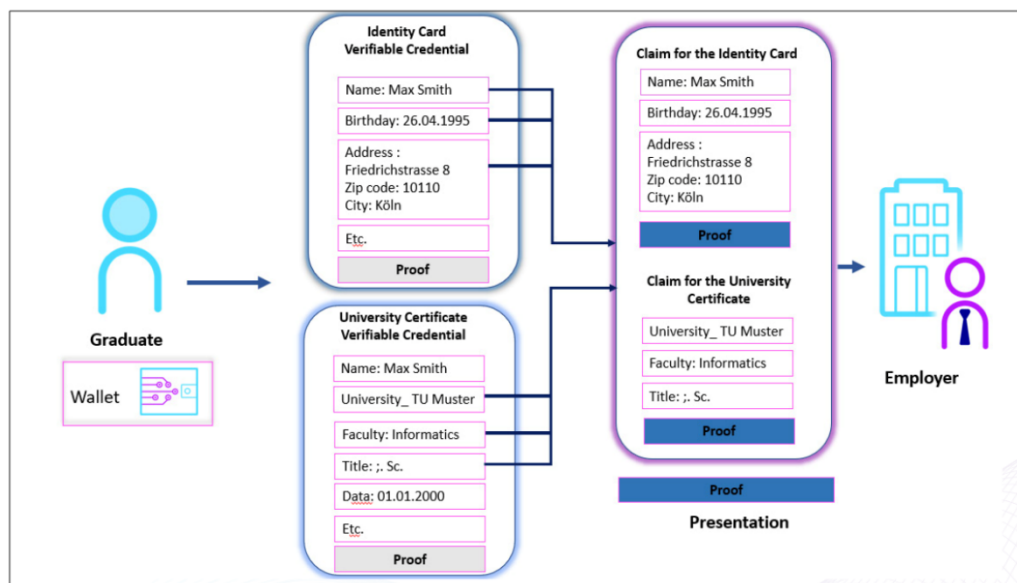 Graduate
Wallet
Identity Card
Verifiable Credential
Name: Max Smith
Birthday: 26.04.1995
Address :
Friedrichstrasse 8
Zip code: 10110
City: Köln
Etc.
Proof
University Certificate
Verifiable Credential
Name: Max Smith
University_ TU Muster
Faculty: Informatics
Title: ;. Sc.
Data: 01.01.2000
Etc.
Proof
Claim for the Identity Card
Name: Max Smith
Birthday: 26.04.1995
Address :
Friedrichstrasse 8
Zip code: 10110
City: Köln
Proof
Claim for the University
Certificate
University_ TU Muster
Faculty: Informatics
Title: ;. Sc.
Proof
Proof
Presentation
Employer